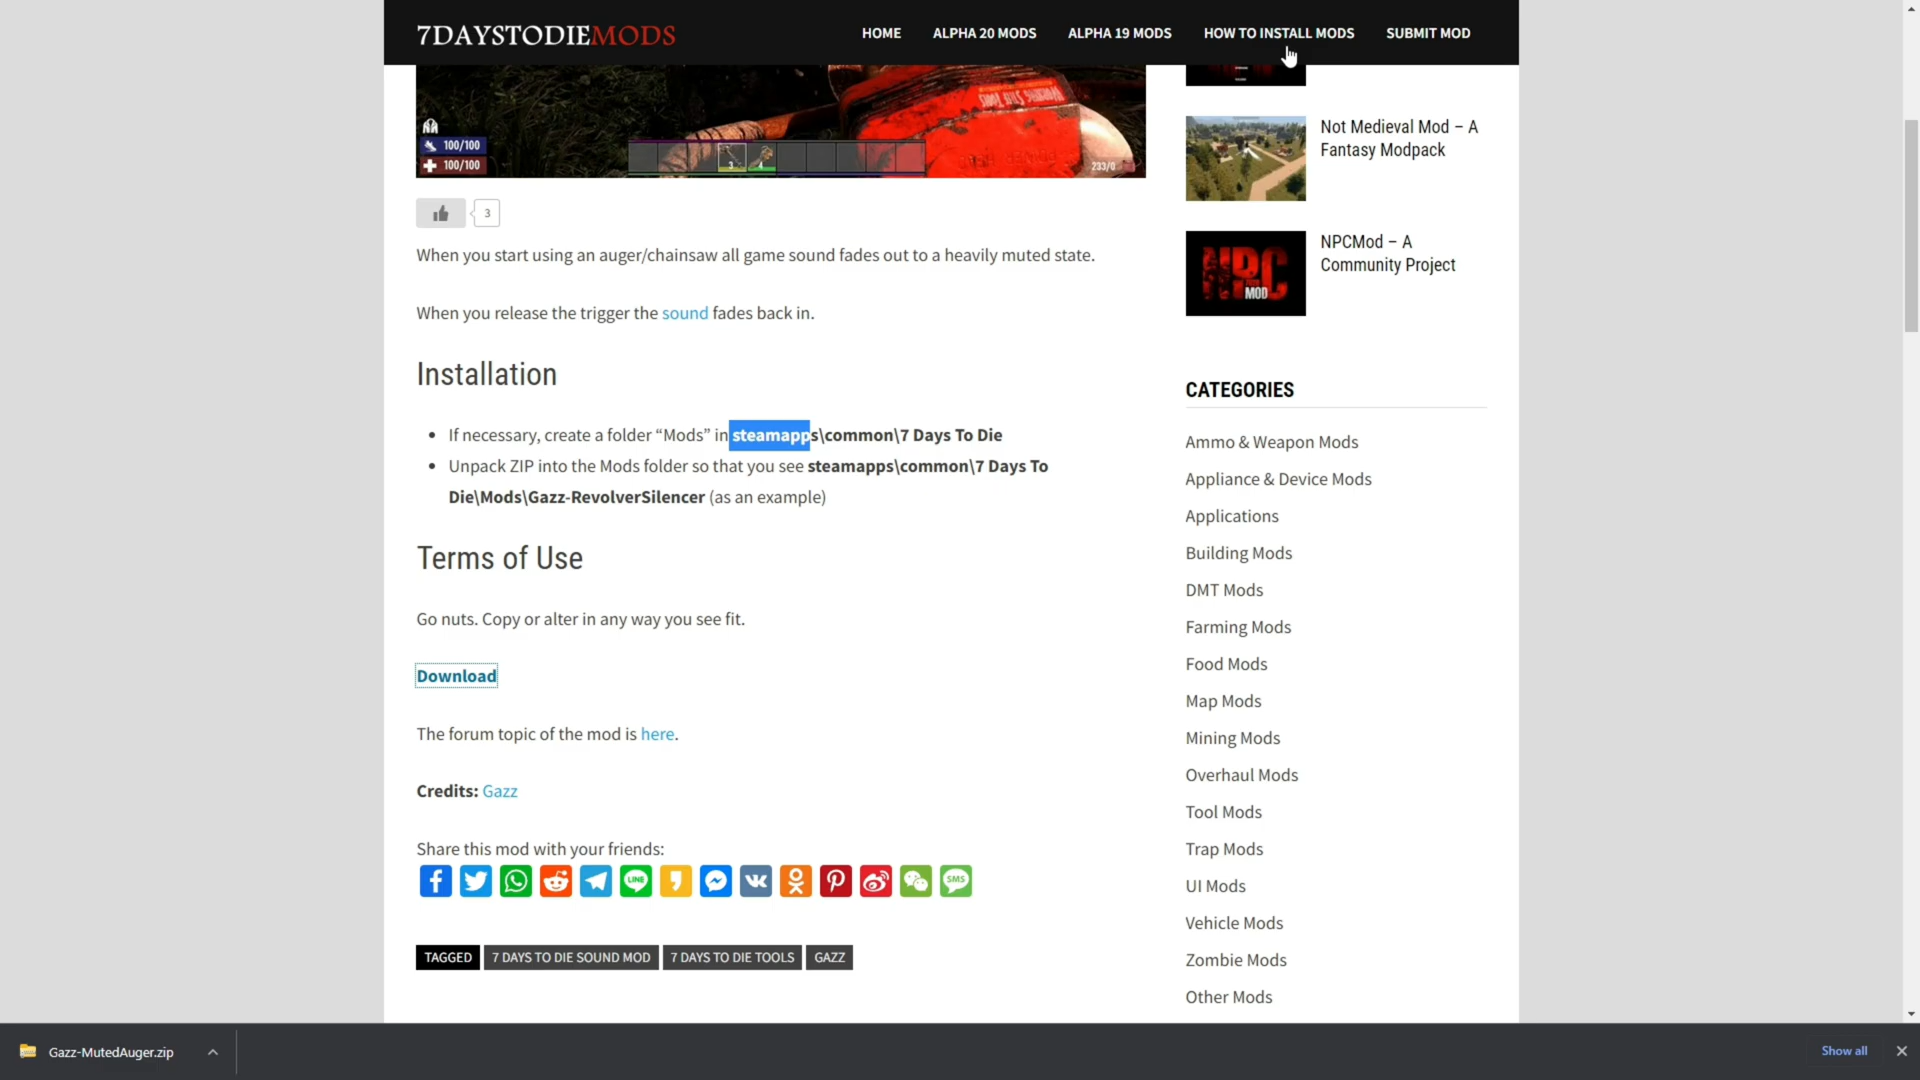 7DAYSTODIEMODS
HOME
ALPHA 20 MODS
ALPHA 19 MODS
HOW TO INSTALL MODS
SUBMIT MOD
100/100
100/100
3
4
233/0
3
When you start using an auger/chainsaw all game sound fades out to a heavily muted state.
When you release the trigger the sound fades back in.
Installation
If necessary, create a folder “Mods” in steamapps\common\7 Days To Die
Unpack ZIP into the Mods folder so that you see steamapps\common\7 Days To
Die\Mods\Gazz-RevolverSilencer (as an example)
Terms of Use
Go nuts. Copy or alter in any way you see fit.
Download
The forum topic of the mod is here.
Credits: Gazz
Share this mod with your friends:
LINE
SMS
TAGGED
7 DAYS TO DIE SOUND MOD
7 DAYS TO DIE TOOLS
GAZZ
Not Medieval Mod – A
Fantasy Modpack
NPC
MOD
NPCMod – A
Community Project
CATEGORIES
Ammo & Weapon Mods
Appliance & Device Mods
Applications
Building Mods
DMT Mods
Farming Mods
Food Mods
Map Mods
Mining Mods
Overhaul Mods
Tool Mods
Trap Mods
UI Mods
Vehicle Mods
Zombie Mods
Other Mods
Gazz-MutedAuger.zip
Show all